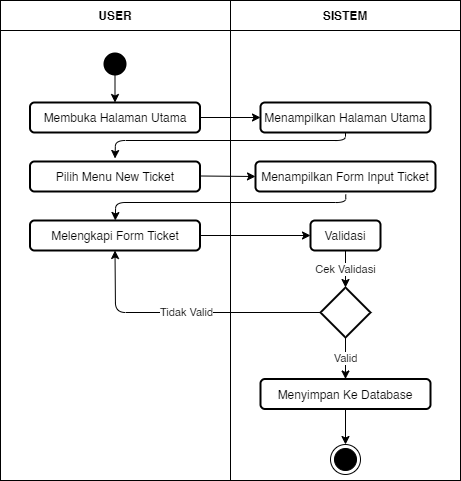 USER
SISTEM
Membuka Halaman Utama
Menampilkan Halaman Utama
Pilih Menu New Ticket
Menampilkan Form Input Ticket
Melengkapi Form Ticket
Validasi
Cek Validasi
Tidak Valid
Valid
Menyimpan Ke Database